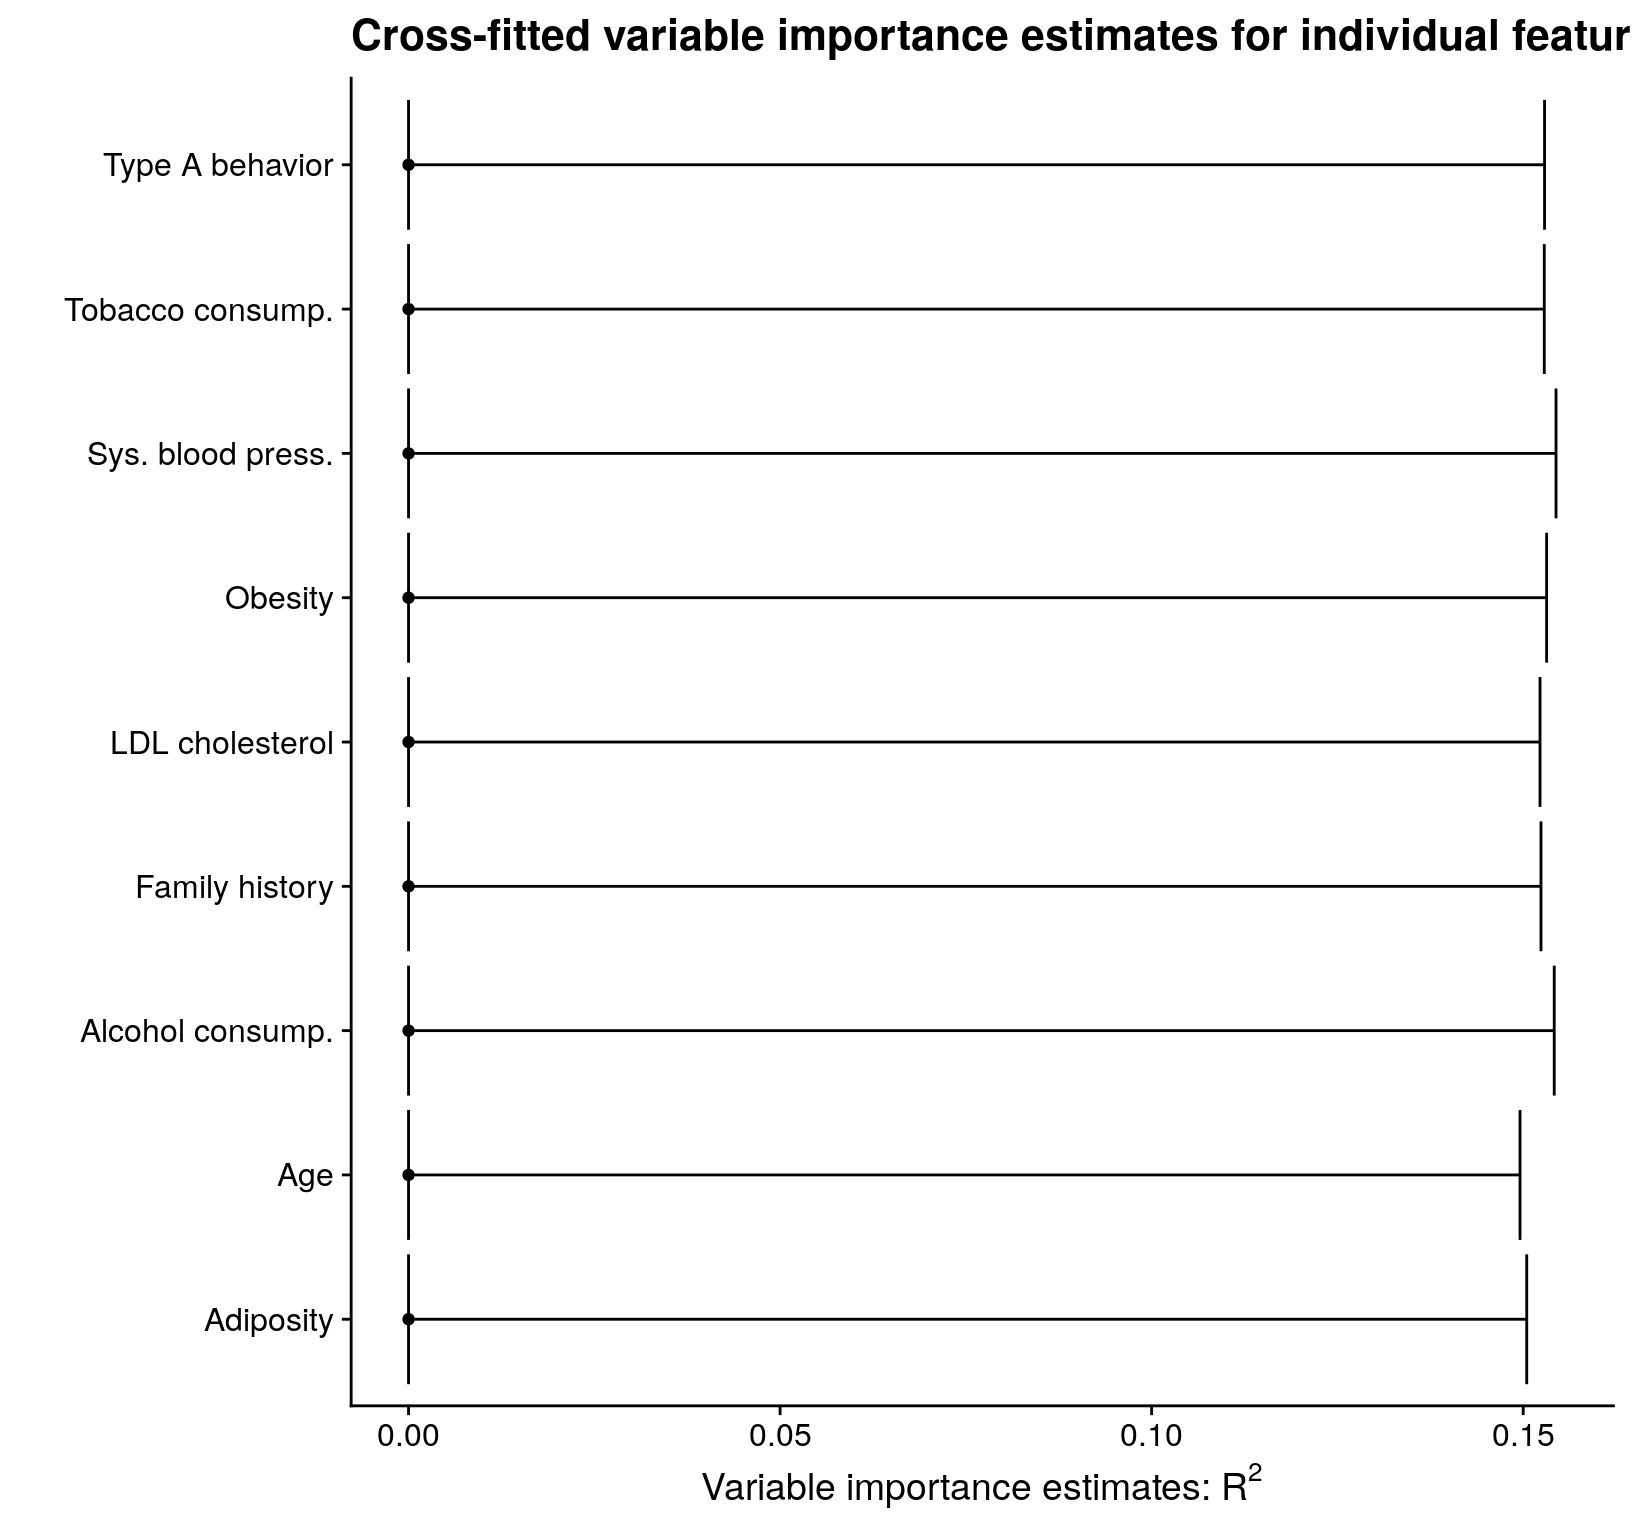 Cross-fitted variable importance estimates for individual featur
Type A behavior
Tobacco consump.
Sys. blood press.
Obesity
LDL cholesterol
Family history
Alcohol consump.
Age
Adiposity
0.00 0.05 0.10 0.15
Variable importance estimates: R²